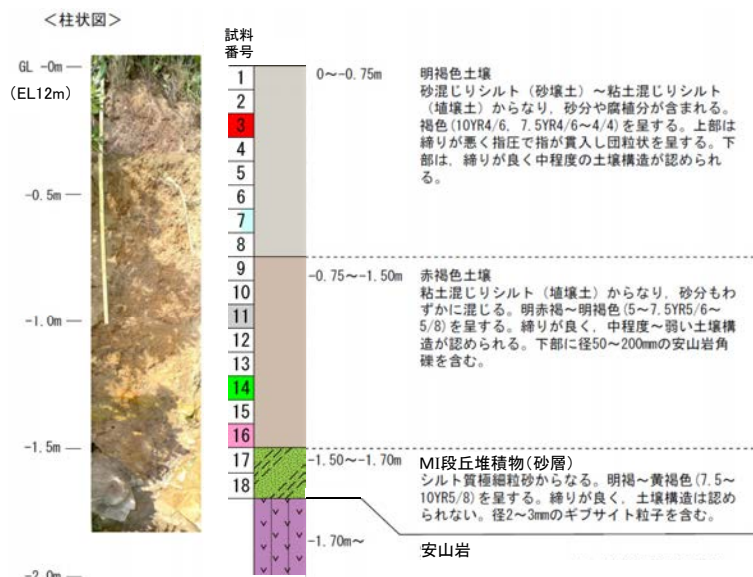 <柱状図>
試料
番号
GL -0m
(EL12m)
-0.5m
-1.0m
-1.5m
-2.0m
1
2
3
4
5
6
7
8
9
10
11
12
13
14
15
16
17
18
0～-0.75m
明褐色土壌
砂混じりシルト（砂壌土）～粘土混じりシルト
（埴壌土）からなり，砂分や腐植分が含まれる。
褐色(10YR4/6，7.5YR4/6～4/4)を呈する。上部は
締りが悪く指圧で指が貫入し団粒状を呈する。下
部は，締りが良く中程度の土壌構造が認められ
る。
-0.75～-1.50m
赤褐色土壌
粘土混じりシルト（埴壌土）からなり，砂分もわ
ずかに混じる。明赤褐～明褐色(5～7.5YR5/6～
5/8)を呈する。締りが良く，中程度～弱い土壌構
造が認められる。下部に径50～200mmの安山岩角
礫を含む。
-1.50～-1.70m
MI段丘堆積物(砂層)
シルト質極細粒砂からなる。明褐～黄褐色(7.5～
10YR5/8)を呈する。締りが良く，土壌構造は認め
られない。径2～3mmのギブサイト粒子を含む。
-1.70m～
安山岩